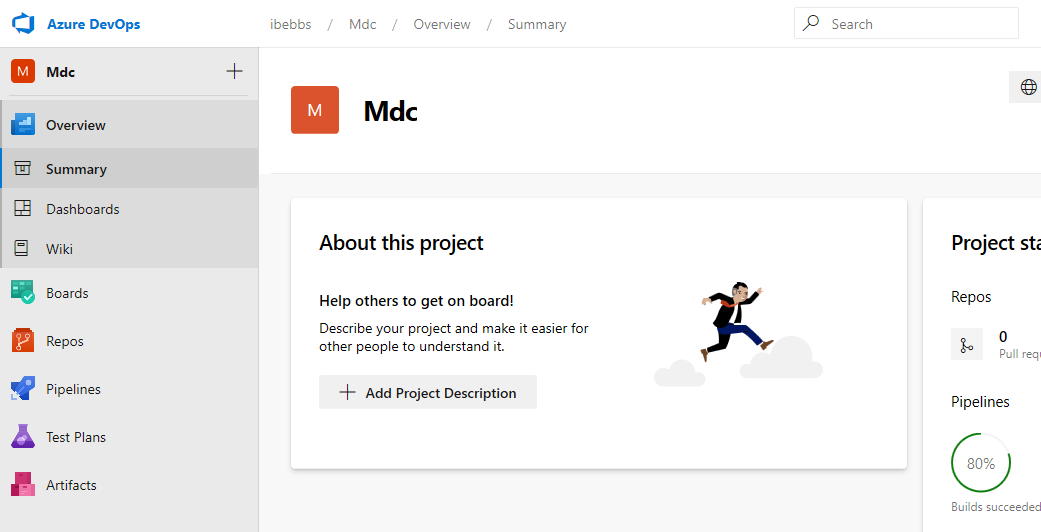 Azure DevOps
ibebbs / Mdc / Overview / Summary
Search
M Mdc
Overview
Summary
Dashboards
Wiki
Boards
Repos
Pipelines
Test Plans
Artifacts
M Mdc
About this project
Help others to get on board!
Describe your project and make it easier for
other people to understand it.
Add Project Description
Project sta
Repos
0
Pull requ
Pipelines
80%
Builds succeeded